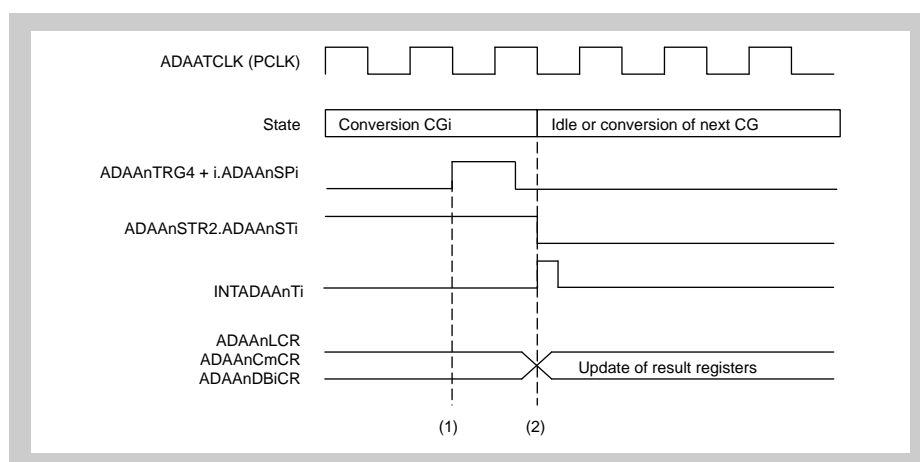 ADAATCLK (PCLK)
State
Conversion CGi
Idle or conversion of next CG
ADAAnTRG4 + i.ADAAnSPi
ADAAnSTR2.ADAAnSTi
INTADAAnTi
ADAAnLCR
ADAAnCmCR
ADAAnDBiCR
Update of result registers
(1)
(2)